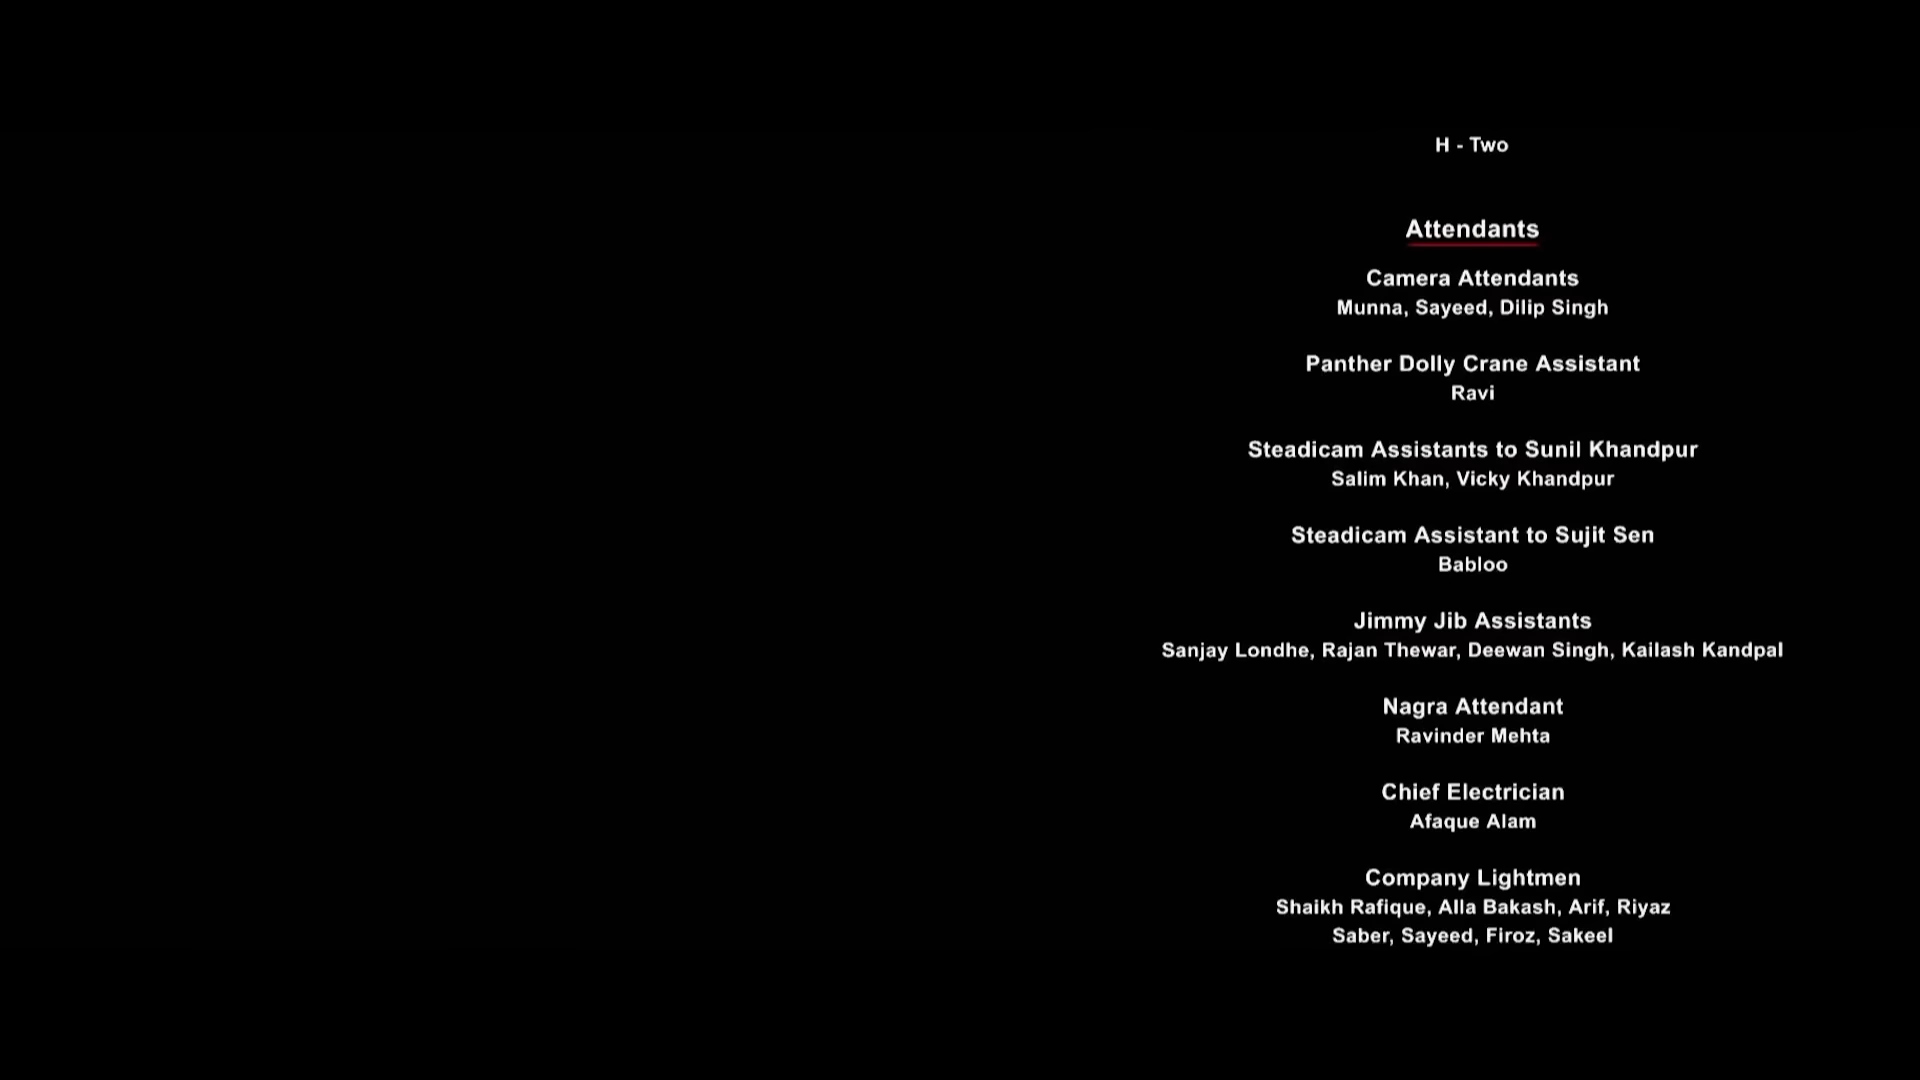 H - Two
Attendants
Camera Attendants
Munna, Sayeed, Dilip Singh
Panther Dolly Crane Assistant
Ravi
Steadicam Assistants to Sunil Khandpur
Salim Khan, Vicky Khandpur
Steadicam Assistant to Sujit Sen
Babloo
Jimmy Jib Assistants
Sanjay Londhe, Rajan Thewar, Deewan Singh, Kailash Kandpal
Nagra Attendant
Ravinder Mehta
Chief Electrician
Afaque Alam
Company Lightmen
Shaikh Rafique, Alla Bakash, Arif, Riyaz
Saber, Sayeed, Firoz, Sakeel